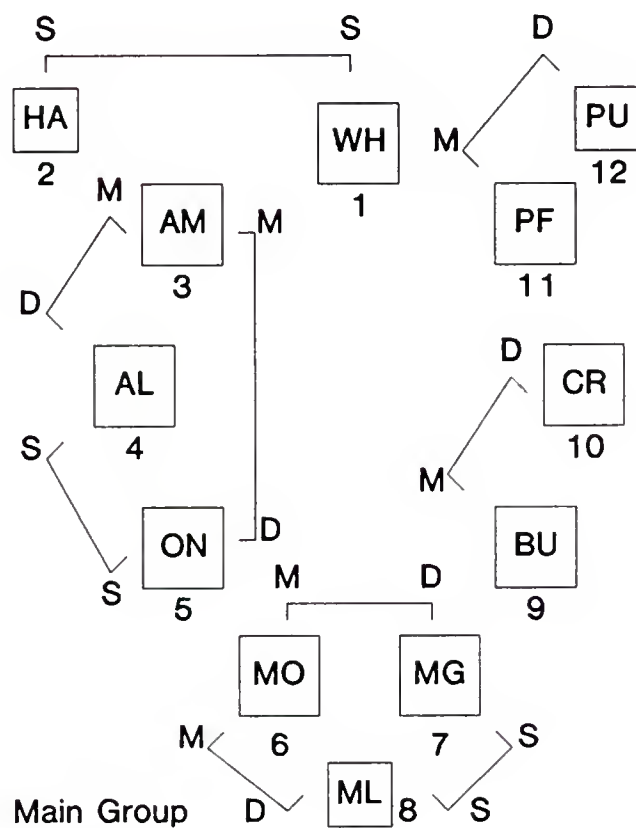 S S D
HA WH M PU
2 1 12
M AM M PF
3 11
D D
AL CR
4 10
S M
ON D BU
S 5 M D 9
MO MG
M 6 7 S
Main Group D ML 8 S